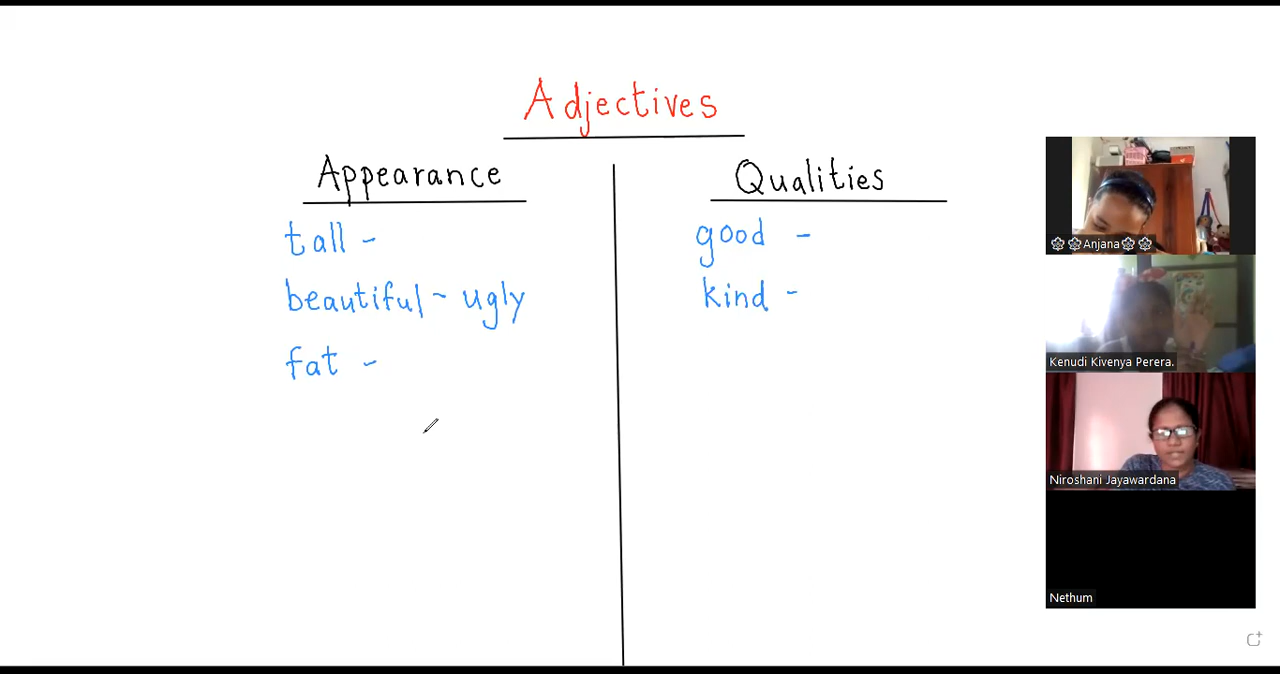 Adjectives
Appearance
tall -
beautiful - ugly
fat -
Qualities
good -
kind -
🏵🏵Anjana🏵🏵
Kenudi Kivenya Perera.
Niroshani Jayawardana
Nethum